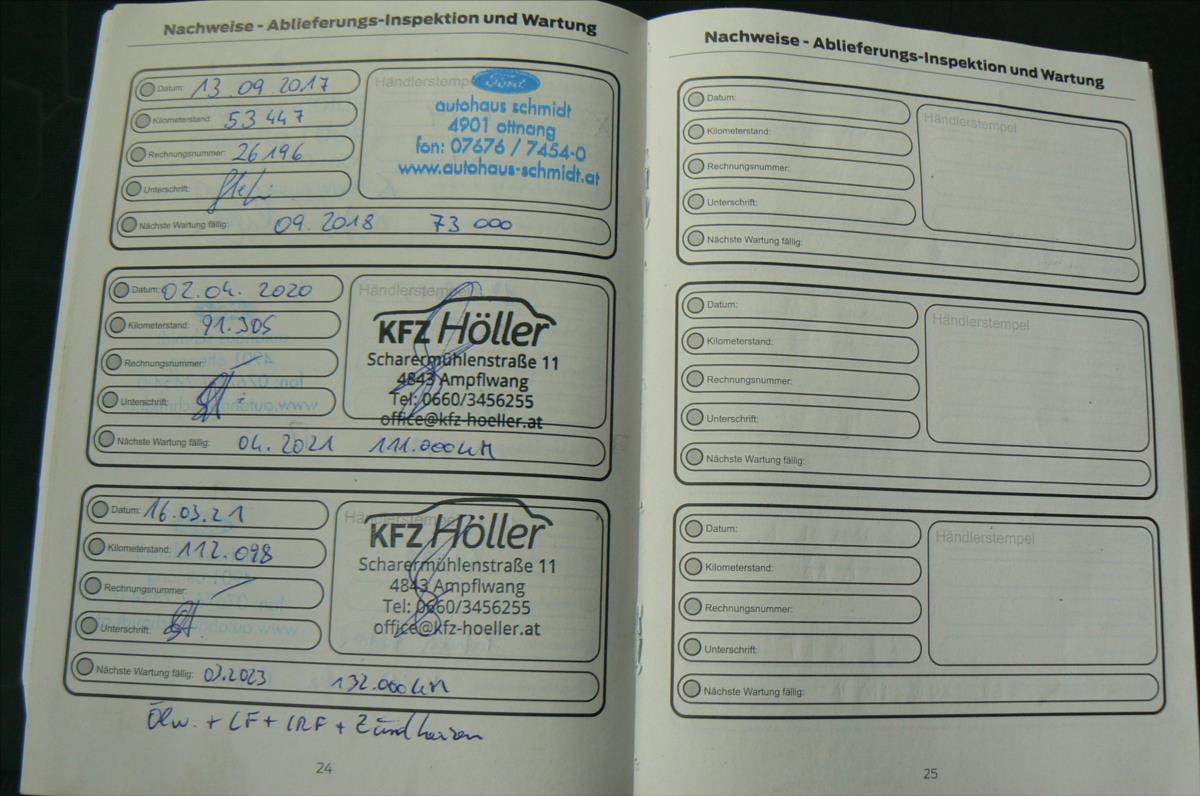 Nachweise - Ablieferungs-Inspektion und Wartung
Datum: 13 09. 2017
Kilometerstand: 53 447
Rechnungsnummer: 26196
Unterschrift:
Nächste Wartung fällig: 09. 2018 73 000
Händlerstempel
Ford
autohaus schmidt
4901 ottnang
fon: 07676 / 7454-0
www.autohaus-schmidt.at
Datum: 02.04. 2020
Kilometerstand: 91.305
Rechnungsnummer:
Unterschrift:
Nächste Wartung fällig: 04. 2021 111.000KM
Händlerstempel
KFZ Höller
Scharermühlenstraße 11
4843 Ampflwang
Tel: 0660/3456255
office@kfz-hoeller.at
Datum: 16.03.21
Kilometerstand: 112.098
Rechnungsnummer:
Unterschrift:
Nächste Wartung fällig: 03.2023 132.000KM
Händlerstempel
KFZ Höller
Scharermühlenstraße 11
4843 Ampflwang
Tel: 0660/3456255
office@kfz-hoeller.at
Ölw. + LF + IRF + Zündkerzen
24
Nachweise - Ablieferungs-Inspektion und Wartung
Datum:
Kilometerstand:
Rechnungsnummer:
Unterschrift:
Nächste Wartung fällig:
Händlerstempel
Datum:
Kilometerstand:
Rechnungsnummer:
Unterschrift:
Nächste Wartung fällig:
Händlerstempel
Datum:
Kilometerstand:
Rechnungsnummer:
Unterschrift:
Nächste Wartung fällig:
Händlerstempel
25